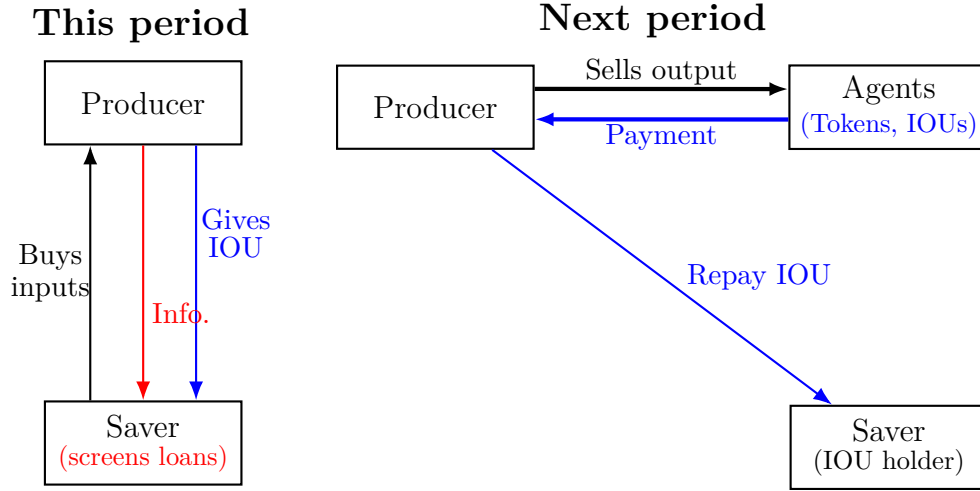 This period
Producer
Gives
IOU
Buys
inputs
Info.
Saver
(screens loans)
Next period
Producer
Sells output
Payment
Agents
(Tokens, IOUs)
Repay IOU
Saver
(IOU holder)